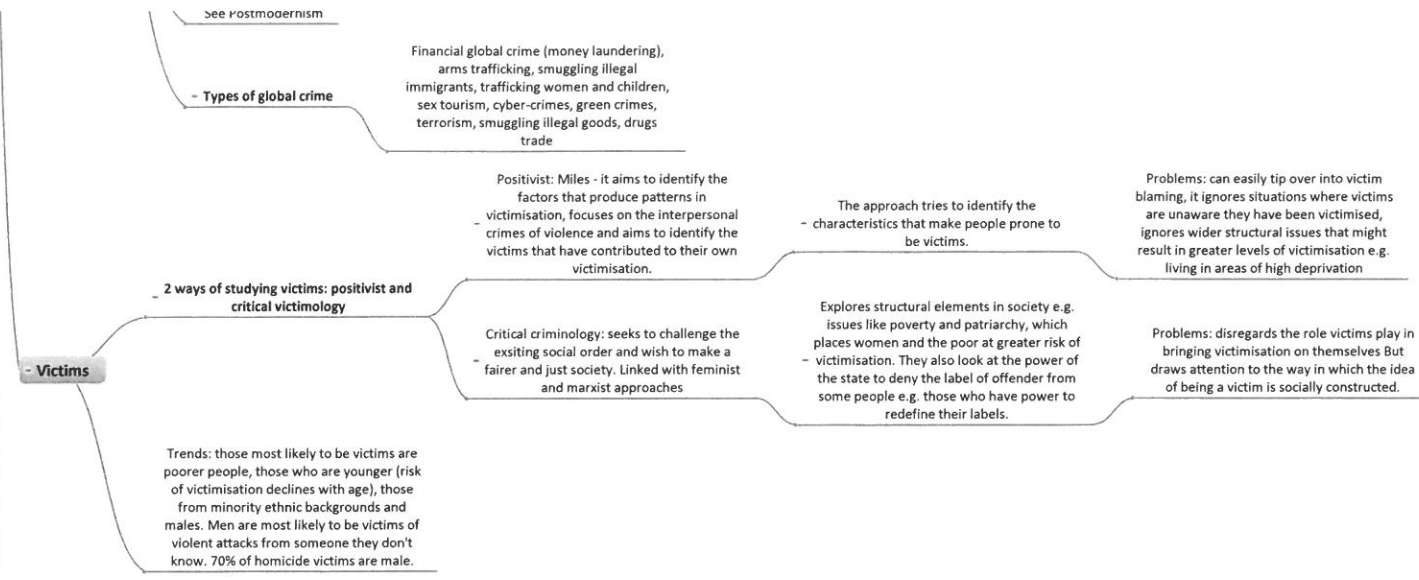 See Postmodernism
Financial global crime (money laundering),
arms trafficking, smuggling illegal
immigrants, trafficking women and children,
sex tourism, cyber-crimes, green crimes,
terrorism, smuggling illegal goods, drugs
trade
- Types of global crime
Positivist: Miles - it aims to identify the
factors that produce patterns in
victimisation, focuses on the interpersonal
crimes of violence and aims to identify the
victims that have contributed to their own
victimisation.
The approach tries to identify the
- characteristics that make people prone to
be victims.
Problems: can easily tip over into victim
blaming, it ignores situations where victims
are unaware they have been victimised,
ignores wider structural issues that might
result in greater levels of victimisation e.g.
living in areas of high deprivation
- 2 ways of studying victims: positivist and
critical victimology
Critical criminology: seeks to challenge the
exsiting social order and wish to make a
fairer and just society. Linked with feminist
and marxist approaches
Explores structural elements in society e.g.
issues like poverty and patriarchy, which
places women and the poor at greater risk of
- victimisation. They also look at the power of
the state to deny the label of offender from
some people e.g. those who have power to
redefine their labels.
Problems: disregards the role victims play in
bringing victimisation on themselves But
draws attention to the way in which the idea
of being a victim is socially constructed.
- Victims
Trends: those most likely to be victims are
poorer people, those who are younger (risk
of victimisation declines with age), those
from minority ethnic backgrounds and
males. Men are most likely to be victims of
violent attacks from someone they don't
know. 70% of homicide victims are male.